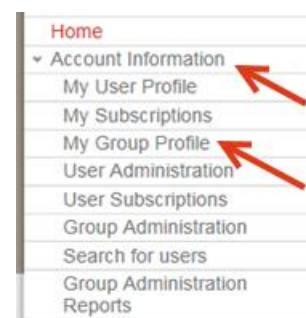 Home
Account Information
My User Profile
My Subscriptions
My Group Profile
User Administration
User Subscriptions
Group Administration
Search for users
Group Administration
Reports